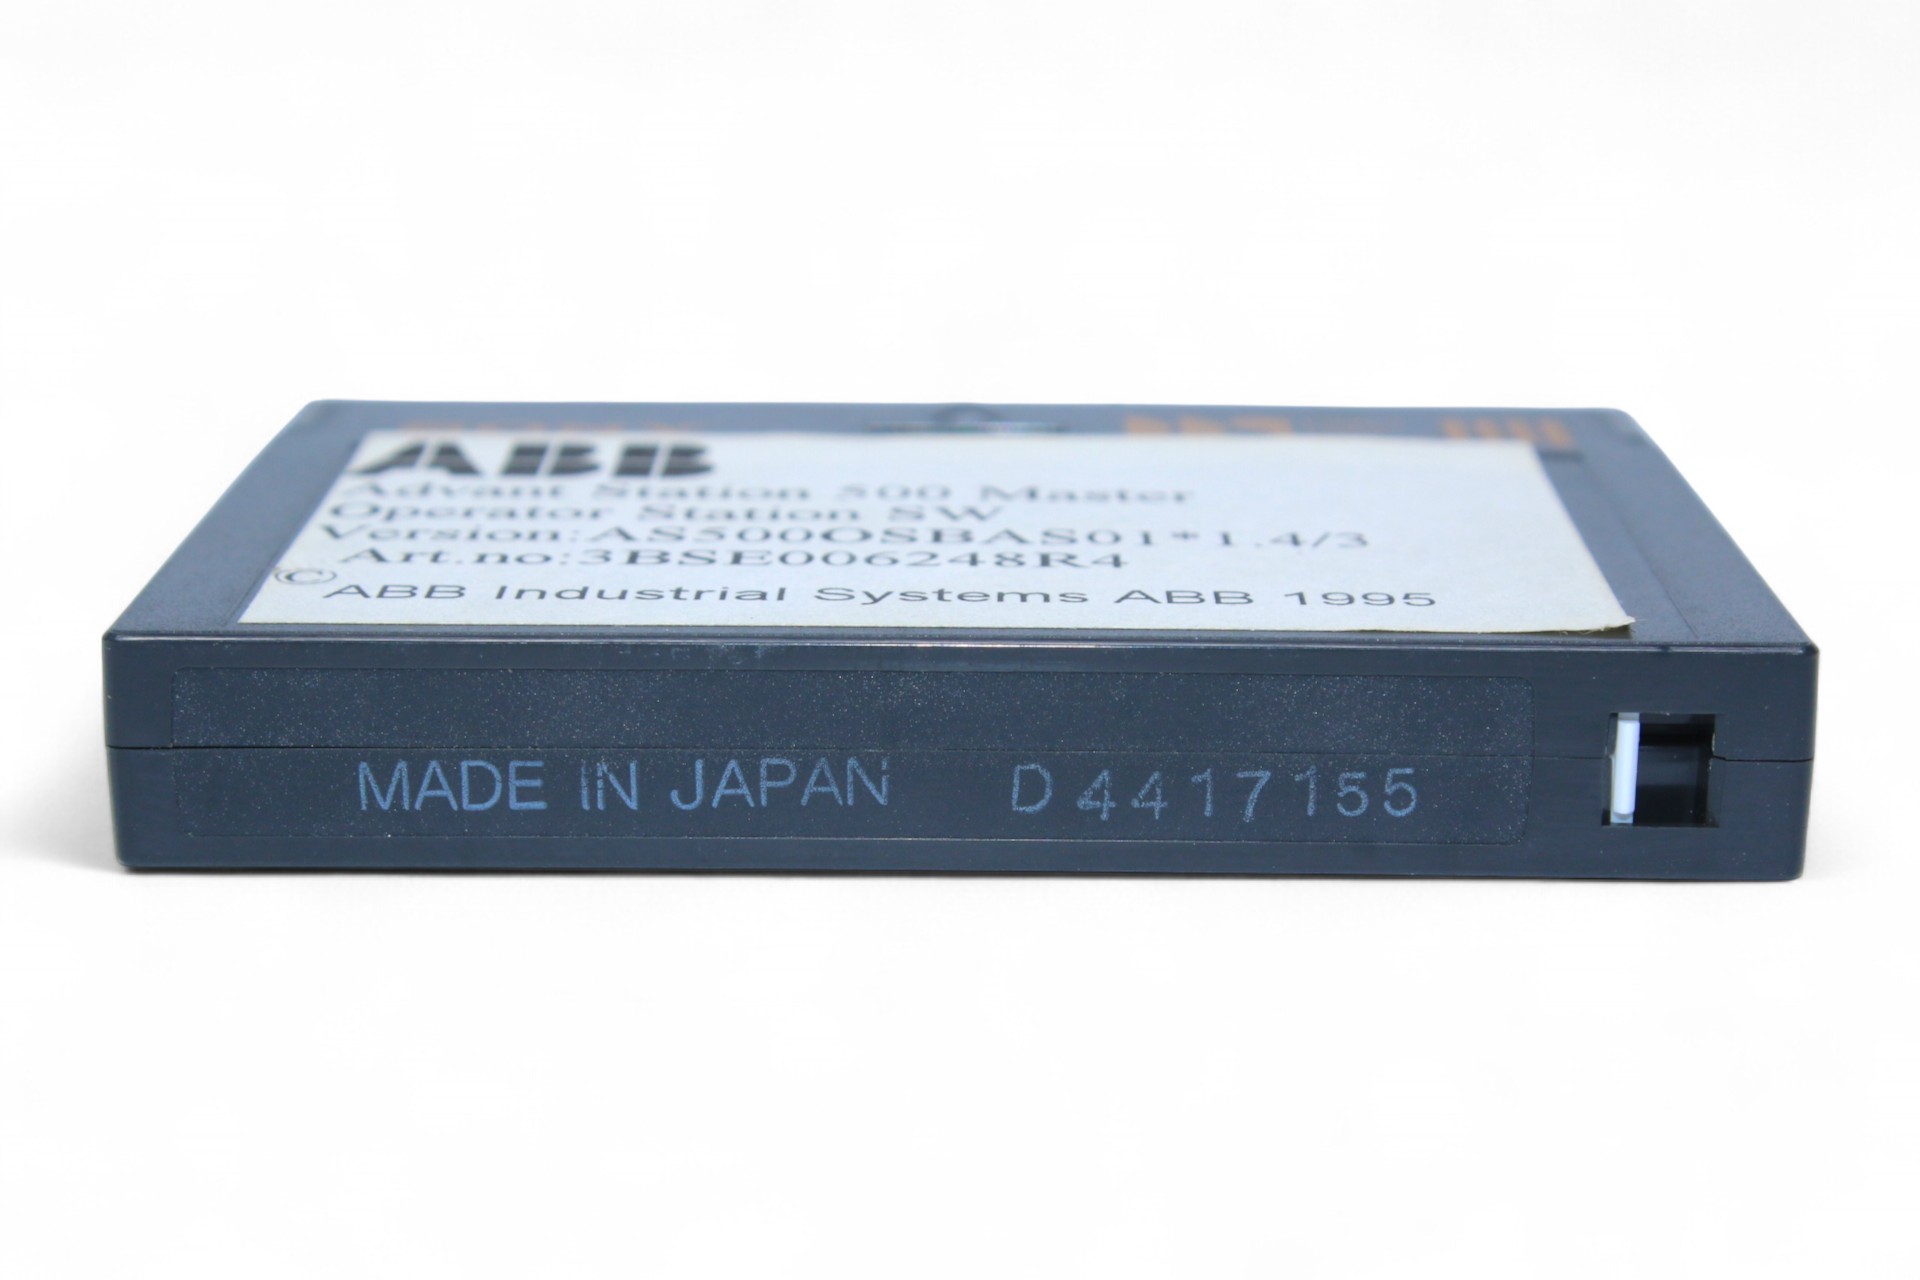 ABB
Advant Station 500 Master
Operator Station SW
Version:AS500OSBAS01*1.4/3
Art.no:3BSE006248R4
©ABB Industrial Systems ABB 1995
MADE IN JAPAN D4417155